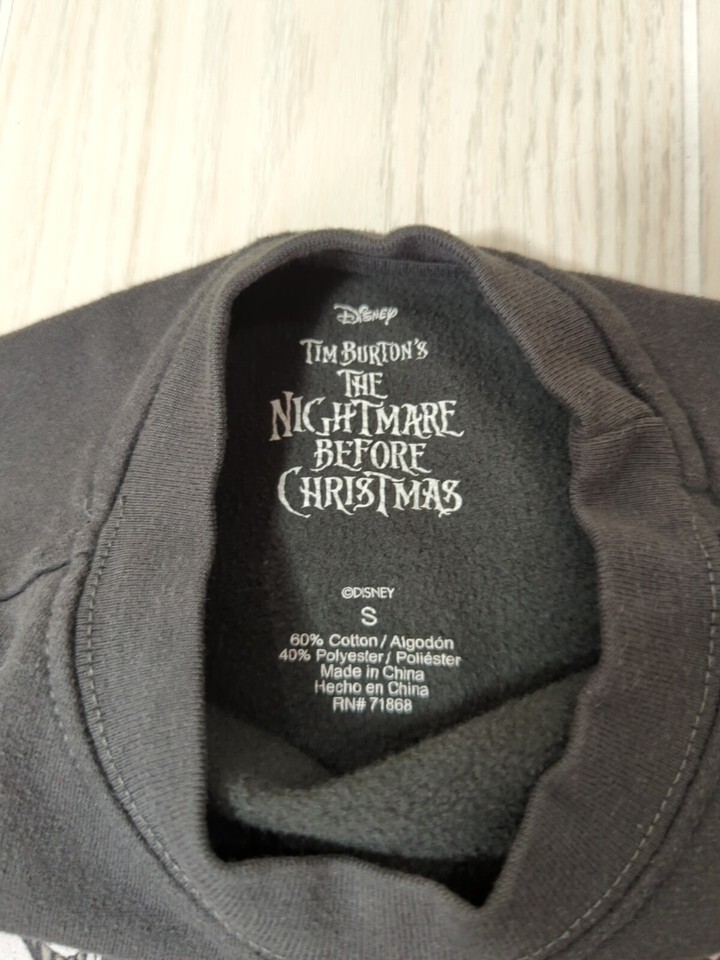 Disney
TIM BURTON'S
THE
NIGHTMARE
BEFORE
CHRISTMAS
©DISNEY
S
60% Cotton / Algodón
40% Polyester / Poliéster
Made in China
Hecho en China
RN# 71868